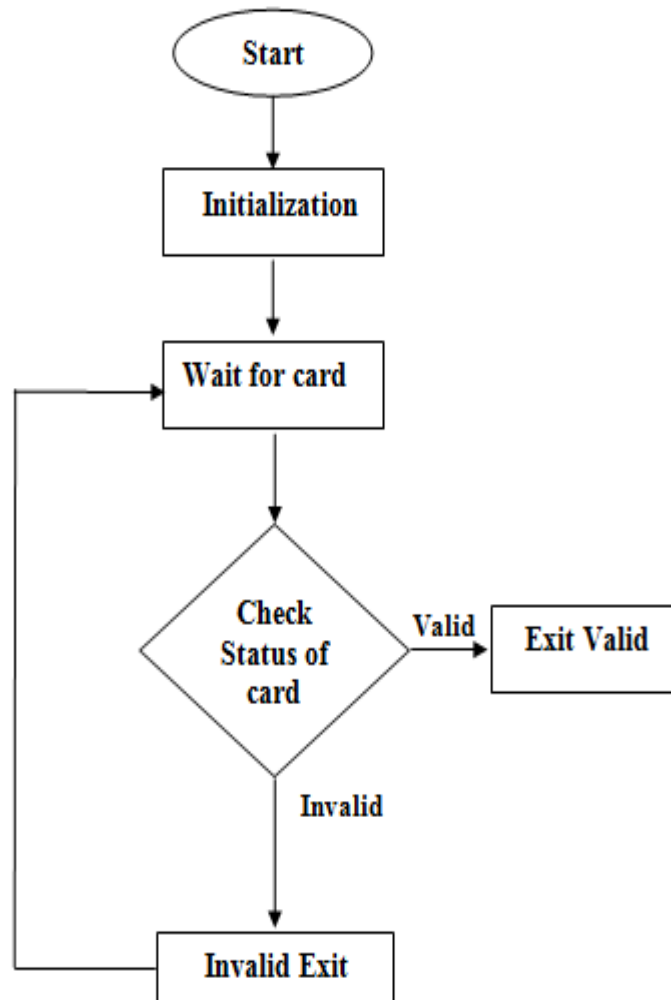 Start
Initialization
Wait for card
Check
Status of
card
Valid
Exit Valid
Invalid
Invalid Exit